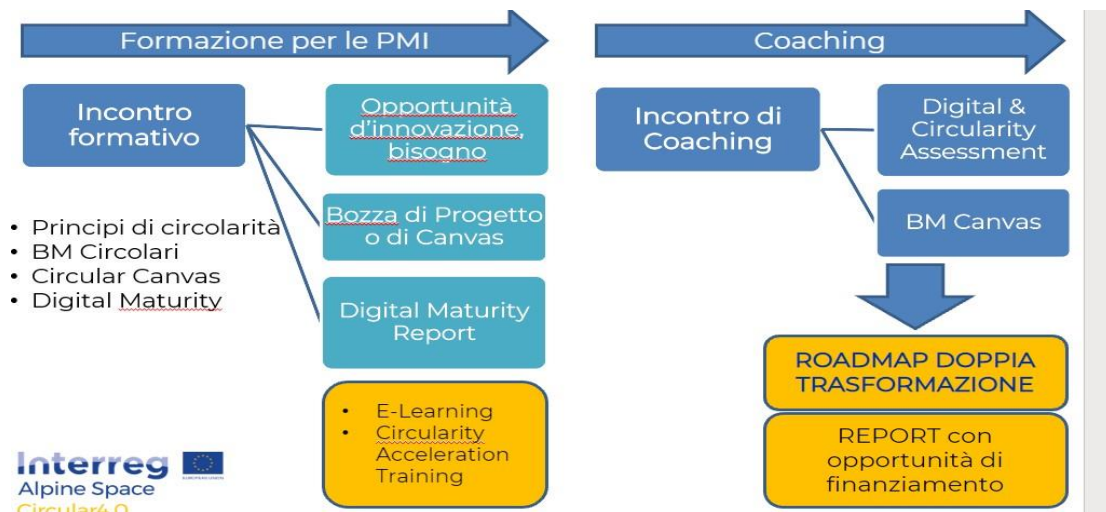 Formazione per le PMI
Incontro
formativo
Opportunità
d'innovazione,
bisogno
Bozza di Progetto
o di Canvas
Digital Maturity
Report
• Principi di circolarità
• BM Circolari
• Circular Canvas
• Digital Maturity
• E-Learning
• Circularity
Acceleration
Training
Coaching
Incontro di
Coaching
Digital &
Circularity
Assessment
BM Canvas
ROADMAP DOPPIA
TRASFORMAZIONE
REPORT con
opportunità di
finanziamento
Interreg
Alpine Space
Circular4.0